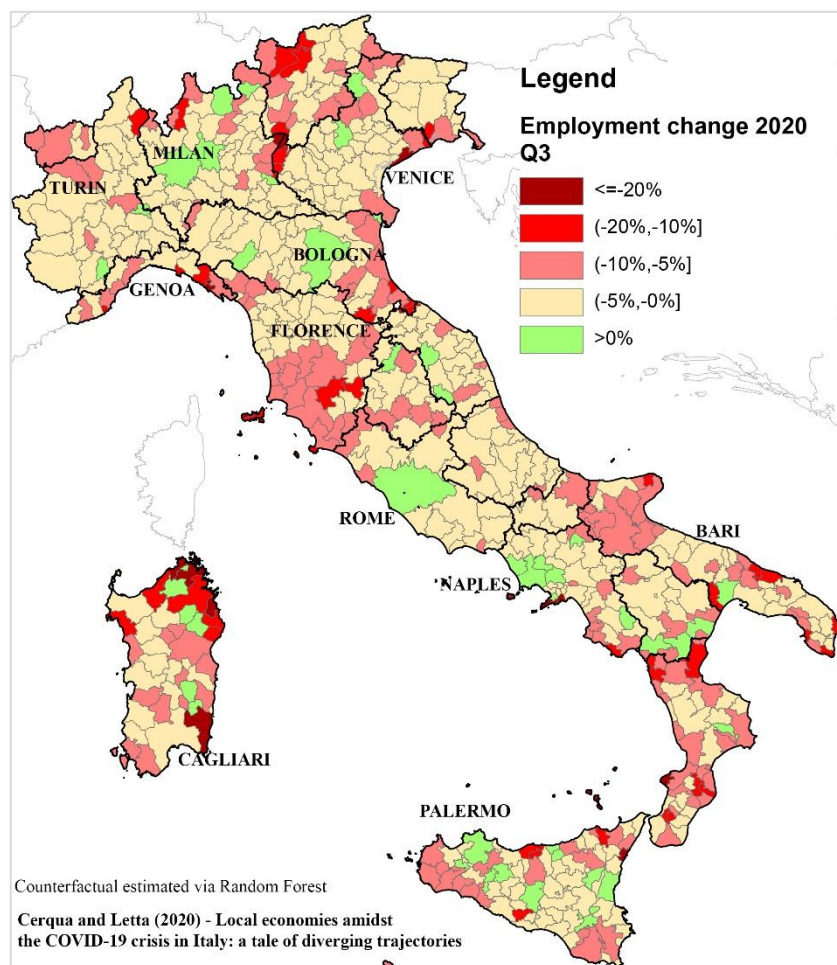 Legend
Employment change 2020
Q3
<=-20%
(-20%,-10%]
(-10%,-5%]
(-5%,-0%]
>0%
MILAN
TURIN
VENICE
BOLOGNA
GENOA
FLORENCE
ROME
BARI
NAPLES
CAGLIARI
PALERMO
Counterfactual estimated via Random Forest
Cerqua and Letta (2020) - Local economies amidst
the COVID-19 crisis in Italy: a tale of diverging trajectories